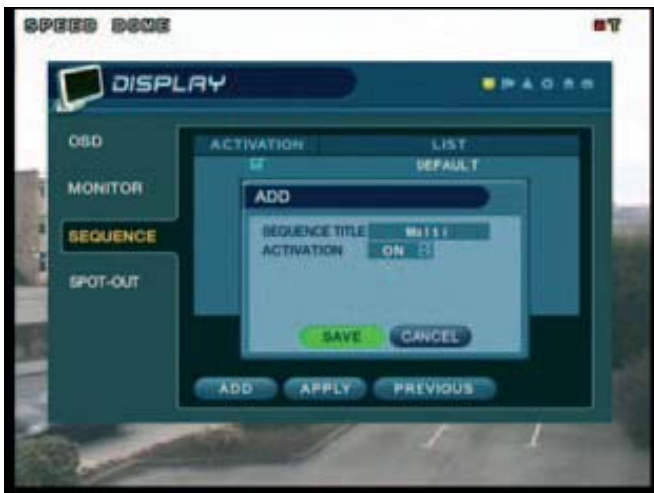 SPEED DOME
T
DISPLAY
OSD
ACTIVATION LIST
DEFAULT
MONITOR
ADD
SEQUENCE
SEQUENCE TITLE Multi
ACTIVATION ON
SPOT-OUT
SAVE CANCEL
ADD APPLY PREVIOUS